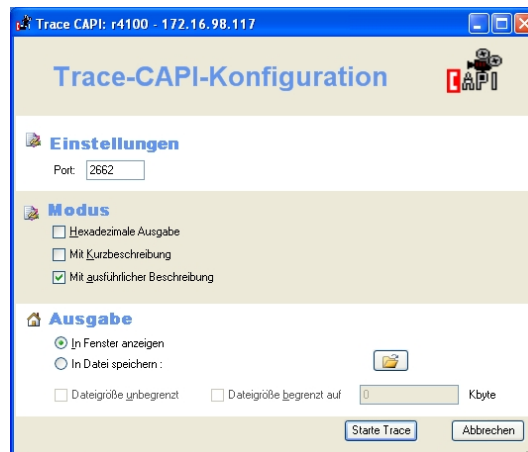 Trace CAPI: r4100 - 172.16.98.117
Trace-CAPI-Konfiguration
CAPI
Einstellungen
Port: 2662
Modus
Hexadezimale Ausgabe
Mit Kurzbeschreibung
Mit ausführlicher Beschreibung
Ausgabe
In Fenster anzeigen
In Datei speichern :
Dateigröße unbegrenzt Dateigröße begrenzt auf 0 Kbyte
Starte Trace Abbrechen